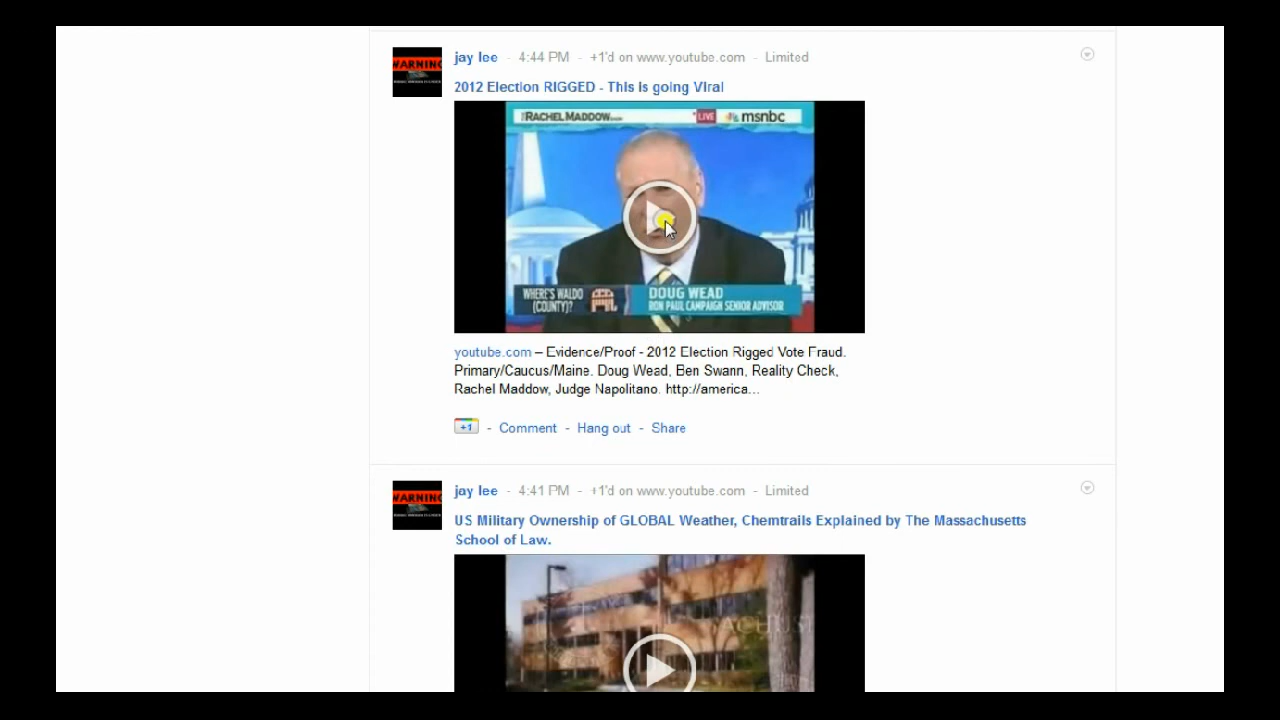 WARNING
jay lee - 4:44 PM - +1'd on www.youtube.com - Limited
2012 Election RIGGED - This is going VIral
RACHEL MADDOW
LIVE msnbc
WHERE'S WALDO
(COUNTY)?
DOUG WEAD
RON PAUL CAMPAIGN SENIOR ADVISOR
youtube.com – Evidence/Proof - 2012 Election Rigged Vote Fraud.
Primary/Caucus/Maine. Doug Wead, Ben Swann, Reality Check,
Rachel Maddow, Judge Napolitano. http://america...
+1 - Comment - Hang out - Share
WARNING
jay lee - 4:41 PM - +1'd on www.youtube.com - Limited
US Military Ownership of GLOBAL Weather, Chemtrails Explained by The Massachusetts
School of Law.